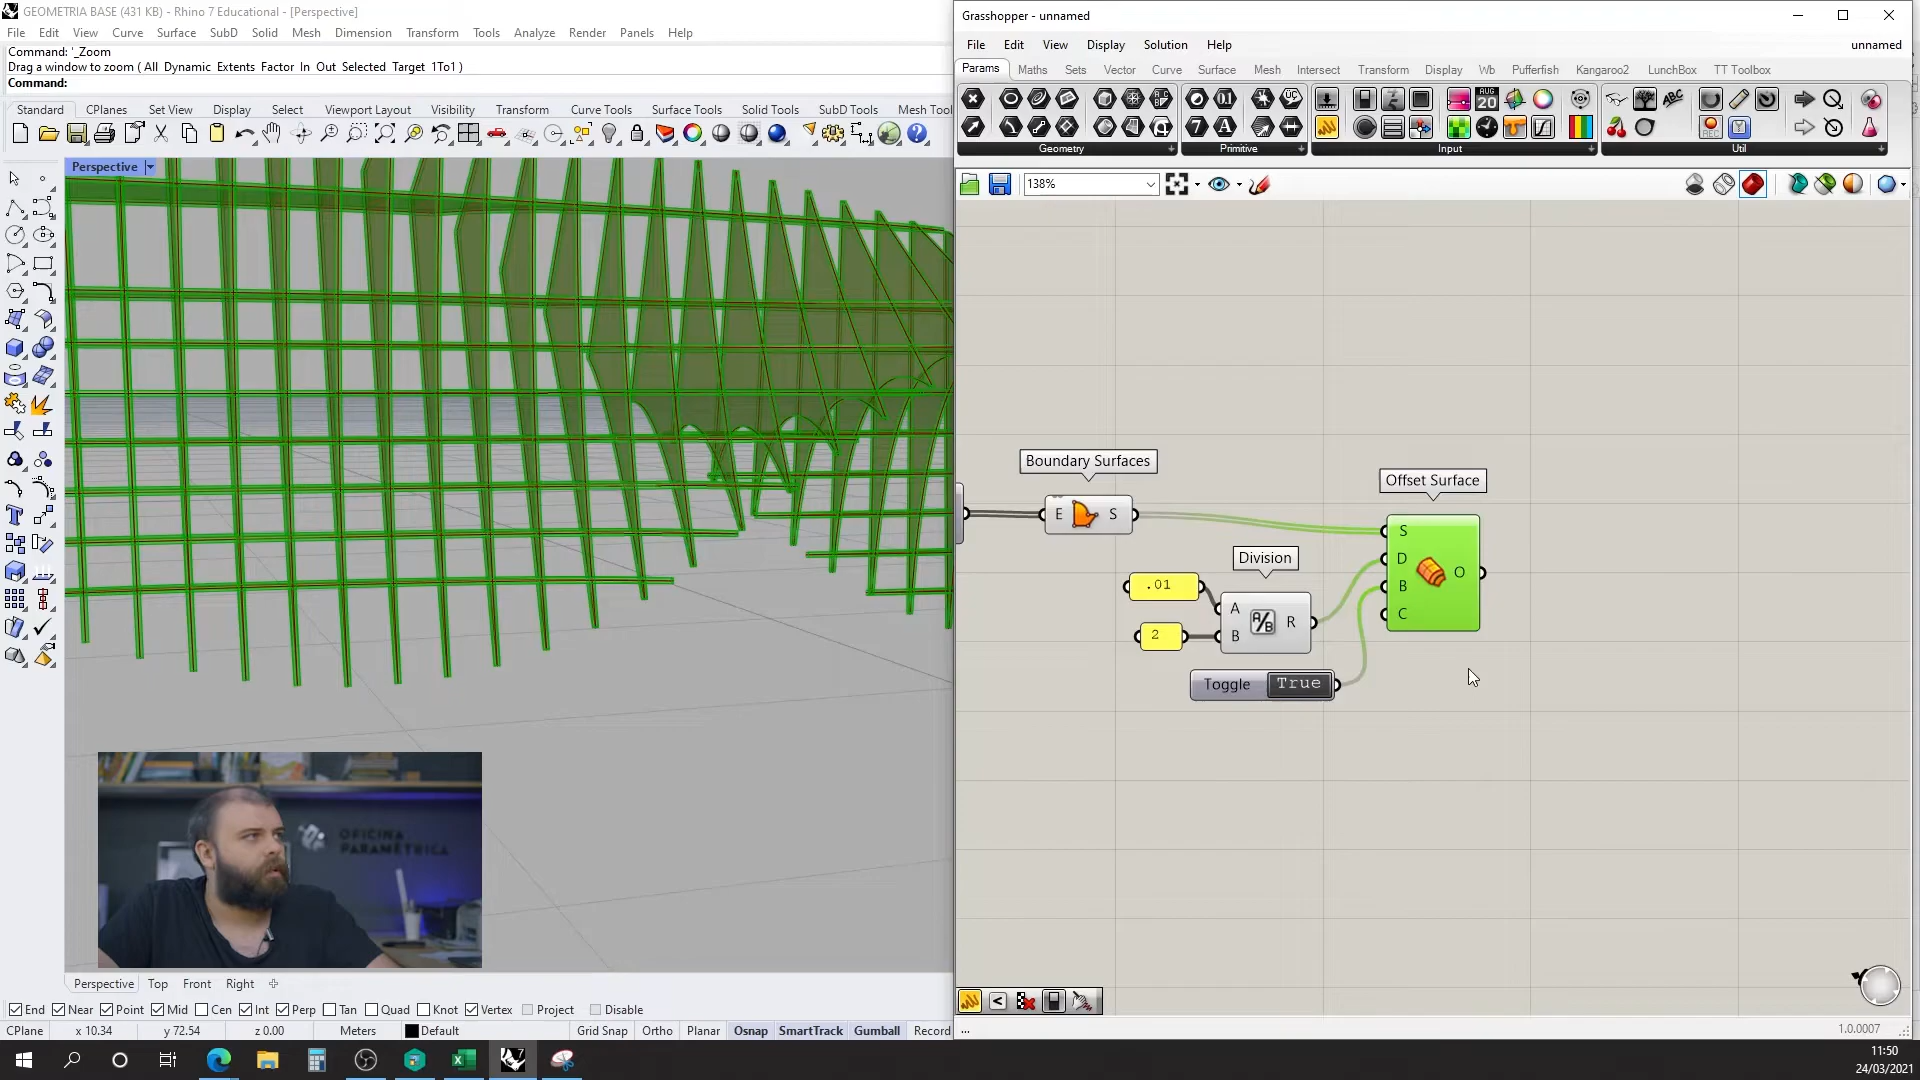 GEOMETRIA BASE (431 KB) - Rhino 7 Educational - [Perspective]
File Edit View Curve Surface SubD Solid Mesh Dimension Transform Tools Analyze Render Panels Help
Command: '_Zoom
Drag a window to zoom ( All Dynamic Extents Factor In Out Selected Target 1To1 )
Command:
Standard CPlanes Set View Display Select Viewport Layout Visibility Transform Curve Tools Surface Tools Solid Tools SubD Tools Mesh Tool
Perspective
OFICINA
PARAMÉTRICA
Perspective Top Front Right
End Near Point Mid Cen Int Perp Tan Quad Knot Vertex Project Disable
CPlane x 10.34 y 72.54 z 0.00 Meters Default Grid Snap Ortho Planar Osnap SmartTrack Gumball Record
Grasshopper - unnamed
File Edit View Display Solution Help unnamed
Params Maths Sets Vector Curve Surface Mesh Intersect Transform Display Wb Pufferfish Kangaroo2 LunchBox TT Toolbox
Geometry Primitive Input Util
138%
Boundary Surfaces
E S
Offset Surface
S
D
B
C
O
Division
.01
2
A
B
R
Toggle True
...
1.0.0007
11:50
24/03/2021